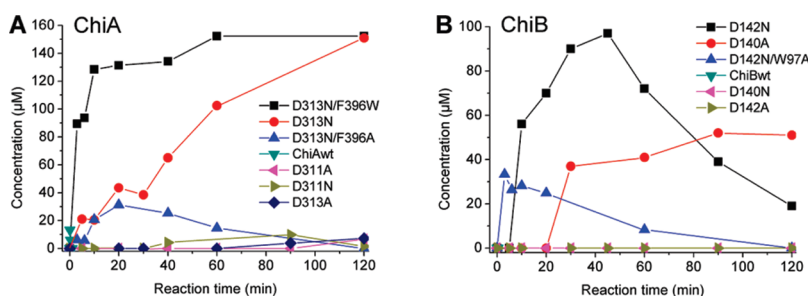 A ChiA
Concentration (µM)
160
140
120
100
80
60
40
20
0
D313N/F396W
D313N
D313N/F396A
ChiAwt
D311A
D311N
D313A
0 20 40 60 80 100 120
Reaction time (min)
B ChiB
Concentration (µM)
100
80
60
40
20
0
D142N
D140A
D142N/W97A
ChiBwt
D140N
D142A
0 20 40 60 80 100 120
Reaction time (min)